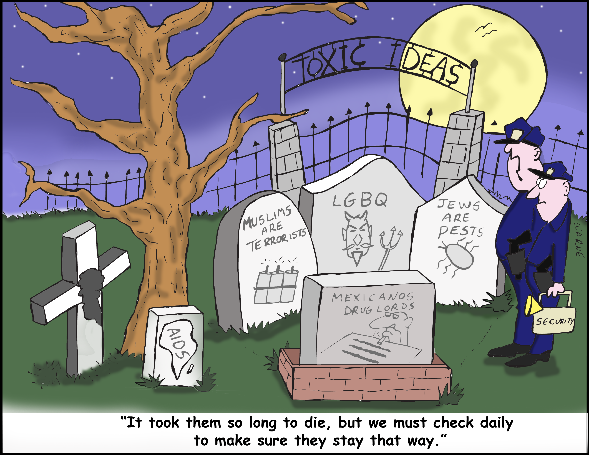 TOXIC IDEAS
MUSLIMS
ARE
TERRORISTS
LGBQ
JEWS
ARE
PESTS
MEXICANOS
DRUG LORDS
AIDS
SECURITY
"It took them so long to die, but we must check daily
to make sure they stay that way."